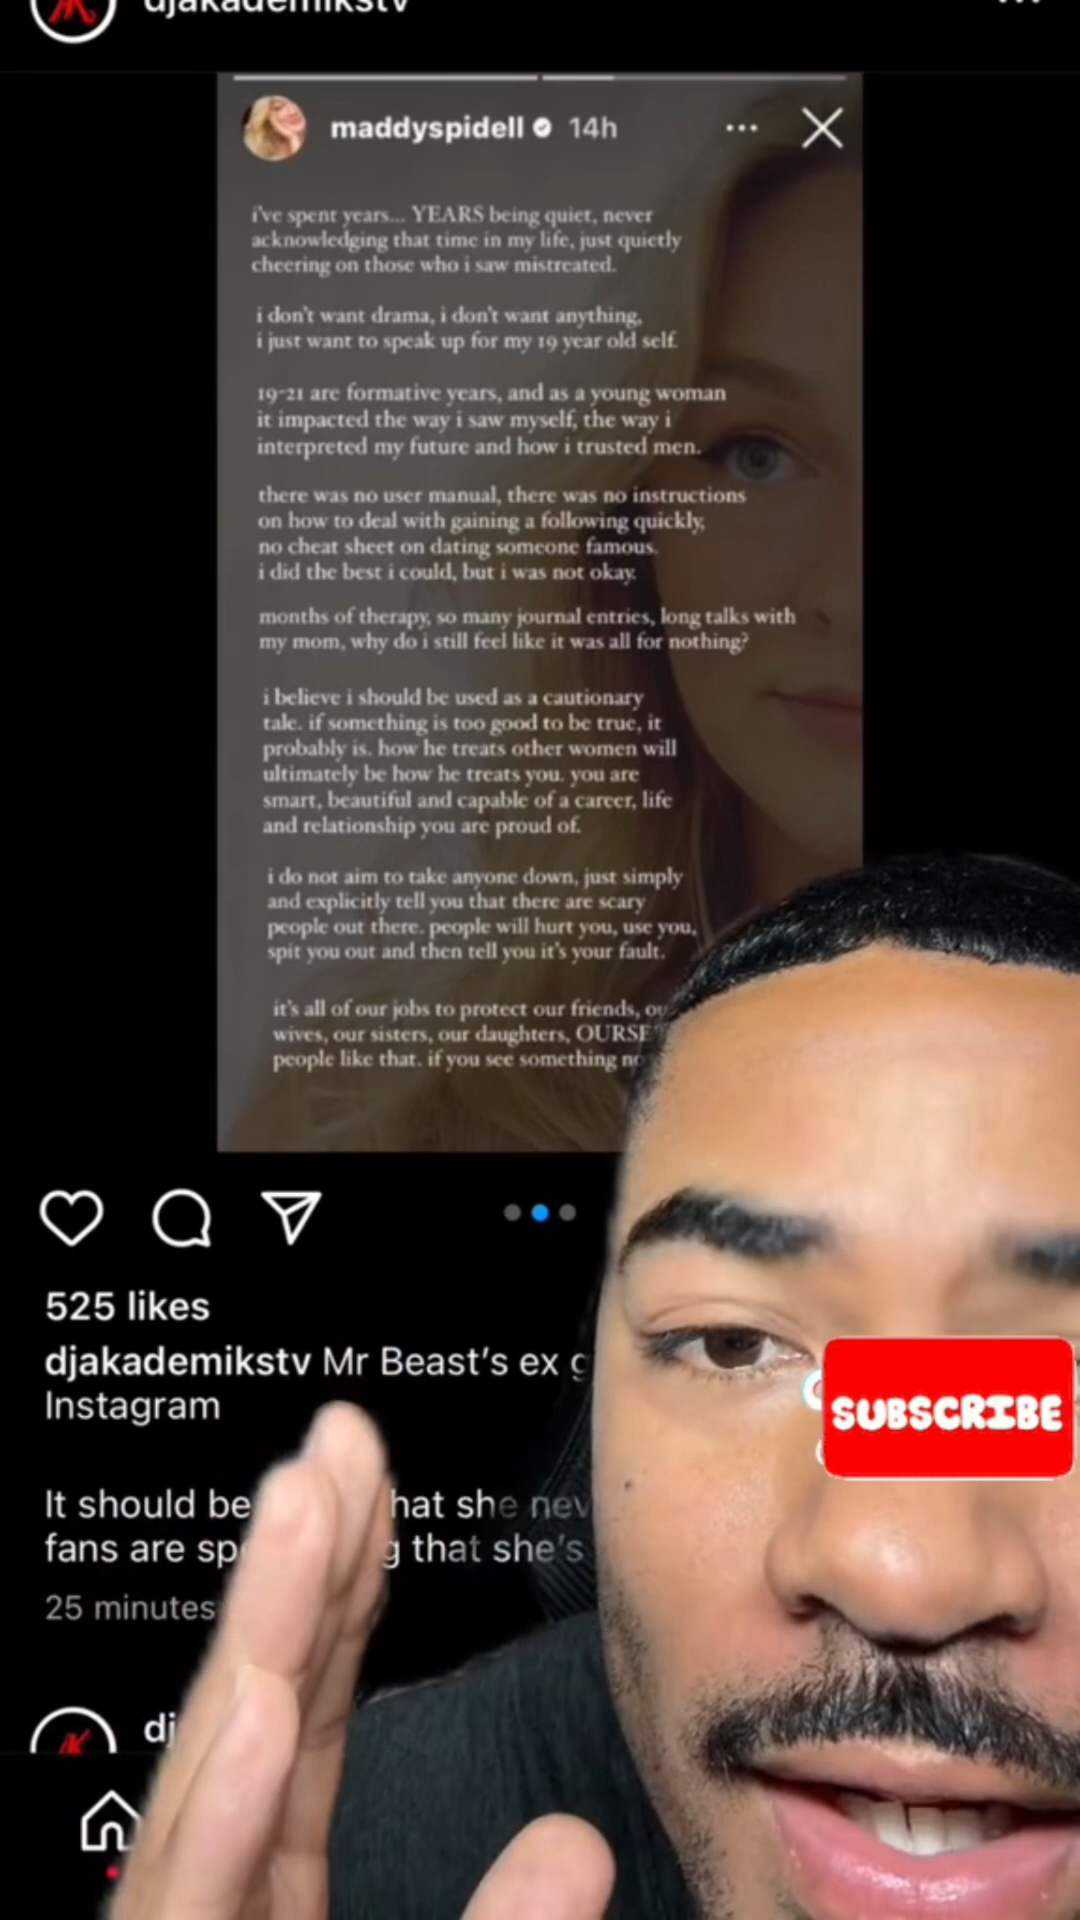 djakademikstv
maddyspidell 14h
i've spent years... YEARS being quiet, never
acknowledging that time in my life, just quietly
cheering on those who i saw mistreated.
i don't want drama, i don't want anything,
i just want to speak up for my 19 year old self.
19-21 are formative years, and as a young woman
it impacted the way i saw myself, the way i
interpreted my future and how i trusted men.
there was no user manual, there was no instructions
on how to deal with gaining a following quickly,
no cheat sheet on dating someone famous.
i did the best i could, but i was not okay.
months of therapy, so many journal entries, long talks with
my mom, why do i still feel like it was all for nothing?
i believe i should be used as a cautionary
tale. if something is too good to be true, it
probably is. how he treats other women will
ultimately be how he treats you. you are
smart, beautiful and capable of a career, life
and relationship you are proud of.
i do not aim to take anyone down, just simply
and explicitly tell you that there are scary
people out there. people will hurt you, use you,
spit you out and then tell you it's your fault.
it's all of our jobs to protect our friends,
wives, our sisters, our daughters,
people like that. if you see something
525 likes
djakademikstv Mr Beast's ex
Instagram
SUBSCRIBE
It should be hat she nev
fans are sp g that she's
25 minutes
dj